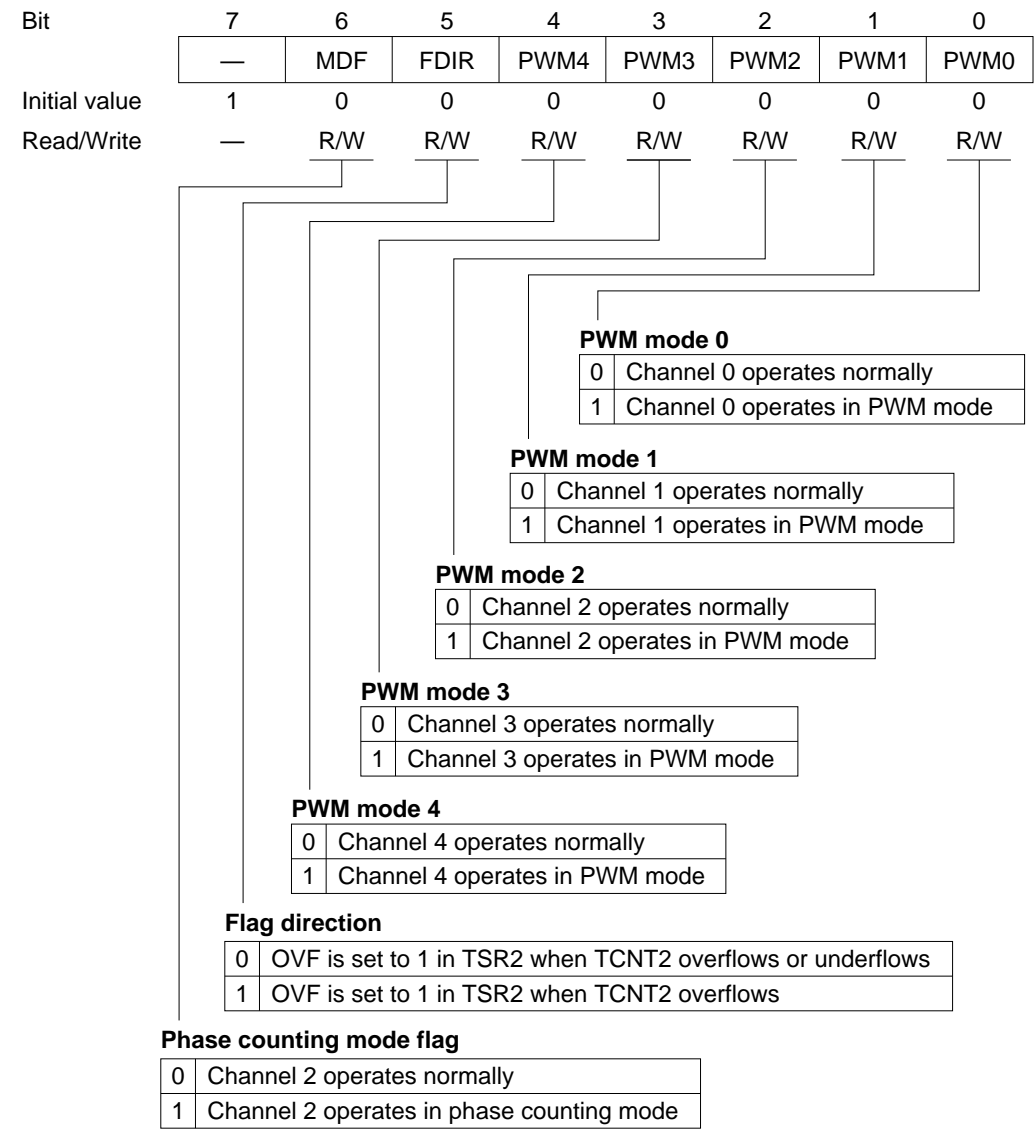 Bit 7 6 5 4 3 2 1 0
— MDF FDIR PWM4 PWM3 PWM2 PWM1 PWM0
Initial value 1 0 0 0 0 0 0 0
Read/Write — R/W R/W R/W R/W R/W R/W R/W
PWM mode 0
0 Channel 0 operates normally
1 Channel 0 operates in PWM mode
PWM mode 1
0 Channel 1 operates normally
1 Channel 1 operates in PWM mode
PWM mode 2
0 Channel 2 operates normally
1 Channel 2 operates in PWM mode
PWM mode 3
0 Channel 3 operates normally
1 Channel 3 operates in PWM mode
PWM mode 4
0 Channel 4 operates normally
1 Channel 4 operates in PWM mode
Flag direction
0 OVF is set to 1 in TSR2 when TCNT2 overflows or underflows
1 OVF is set to 1 in TSR2 when TCNT2 overflows
Phase counting mode flag
0 Channel 2 operates normally
1 Channel 2 operates in phase counting mode